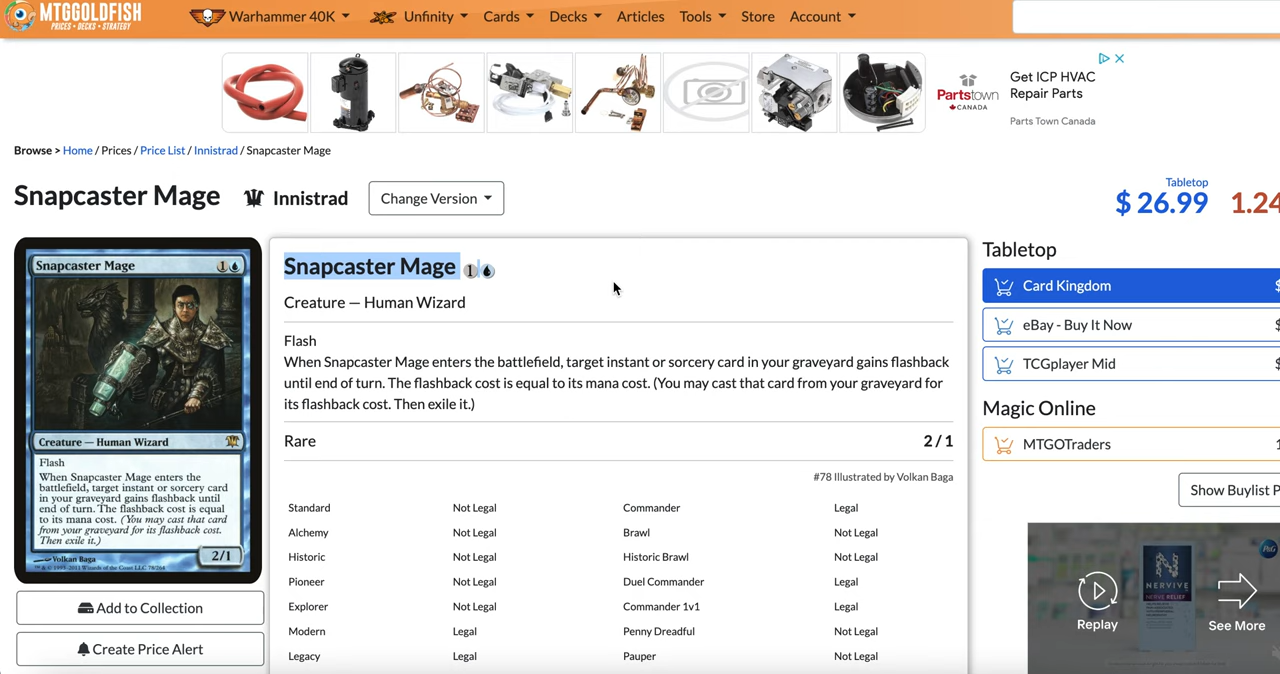 MTGGOLDFISH
PRICES • DECKS • STRATEGY
Warhammer 40K
Unfinity
Cards
Decks
Articles
Tools
Store
Account
Partstown
CANADA
Get ICP HVAC
Repair Parts
Parts Town Canada
Browse > Home / Prices / Price List / Innistrad / Snapcaster Mage
Snapcaster Mage
Innistrad
Change Version
Tabletop
$ 26.99
1.24
Snapcaster Mage
1
Creature — Human Wizard
Flash
When Snapcaster Mage enters the
battlefield, target instant or sorcery card
in your graveyard gains flashback until
end of turn. The flashback cost is equal
to its mana cost. (You may cast that card
from your graveyard for its flashback cost.
Then exile it.)
Volkan Baga
2/1
Add to Collection
Create Price Alert
Snapcaster Mage 1
Creature — Human Wizard
Flash
When Snapcaster Mage enters the battlefield, target instant or sorcery card in your graveyard gains flashback
until end of turn. The flashback cost is equal to its mana cost. (You may cast that card from your graveyard for
its flashback cost. Then exile it.)
Rare
2 / 1
#78 Illustrated by Volkan Baga
Standard Not Legal Commander Legal
Alchemy Not Legal Brawl Not Legal
Historic Not Legal Historic Brawl Not Legal
Pioneer Not Legal Duel Commander Legal
Explorer Not Legal Commander 1v1 Legal
Modern Legal Penny Dreadful Not Legal
Legacy Legal Pauper Not Legal
Tabletop
Card Kingdom
$
eBay - Buy It Now
$
TCGplayer Mid
$
Magic Online
MTGOTraders
1
Show Buylist P
Replay
NERVIVE
NERVE RELIEF
See More
P&G